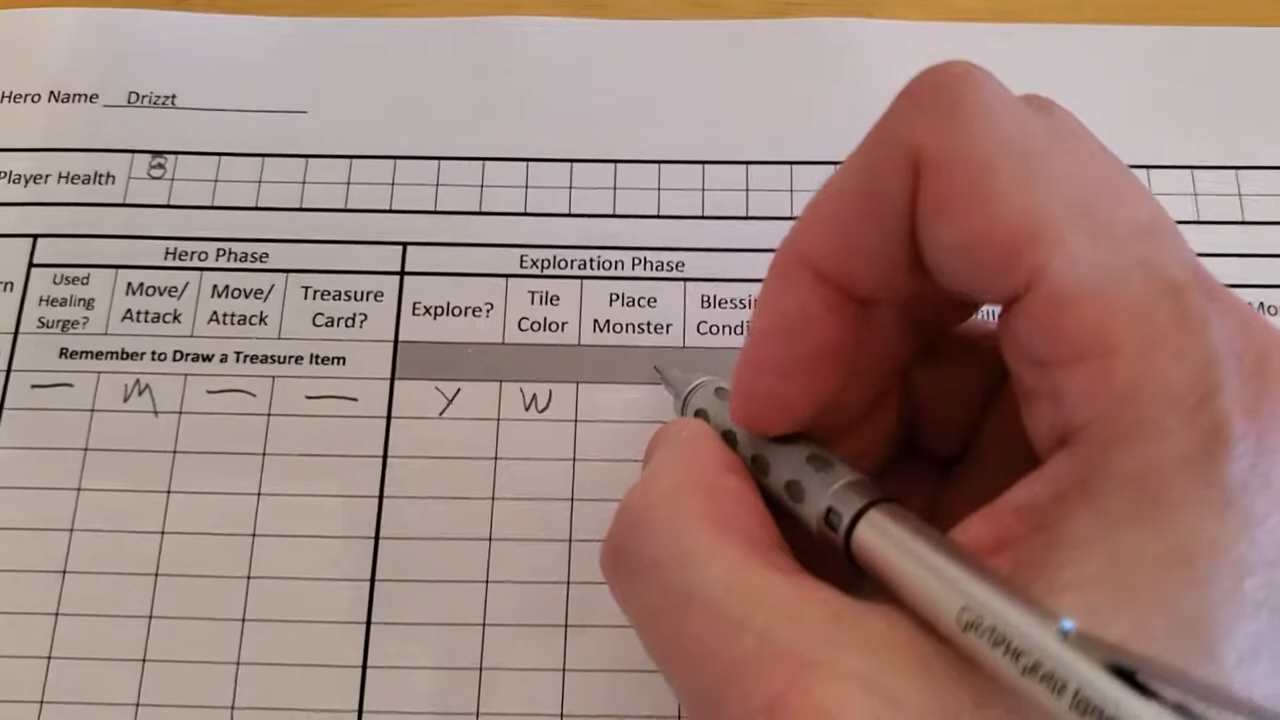 Hero Name Drizzt
Player Health 8
Hero Phase Exploration Phase
Used Healing Surge? Move/ Attack Move/ Attack Treasure Card? Explore? Tile Color Place Monster
Remember to Draw a Treasure Item
— M — — Y W